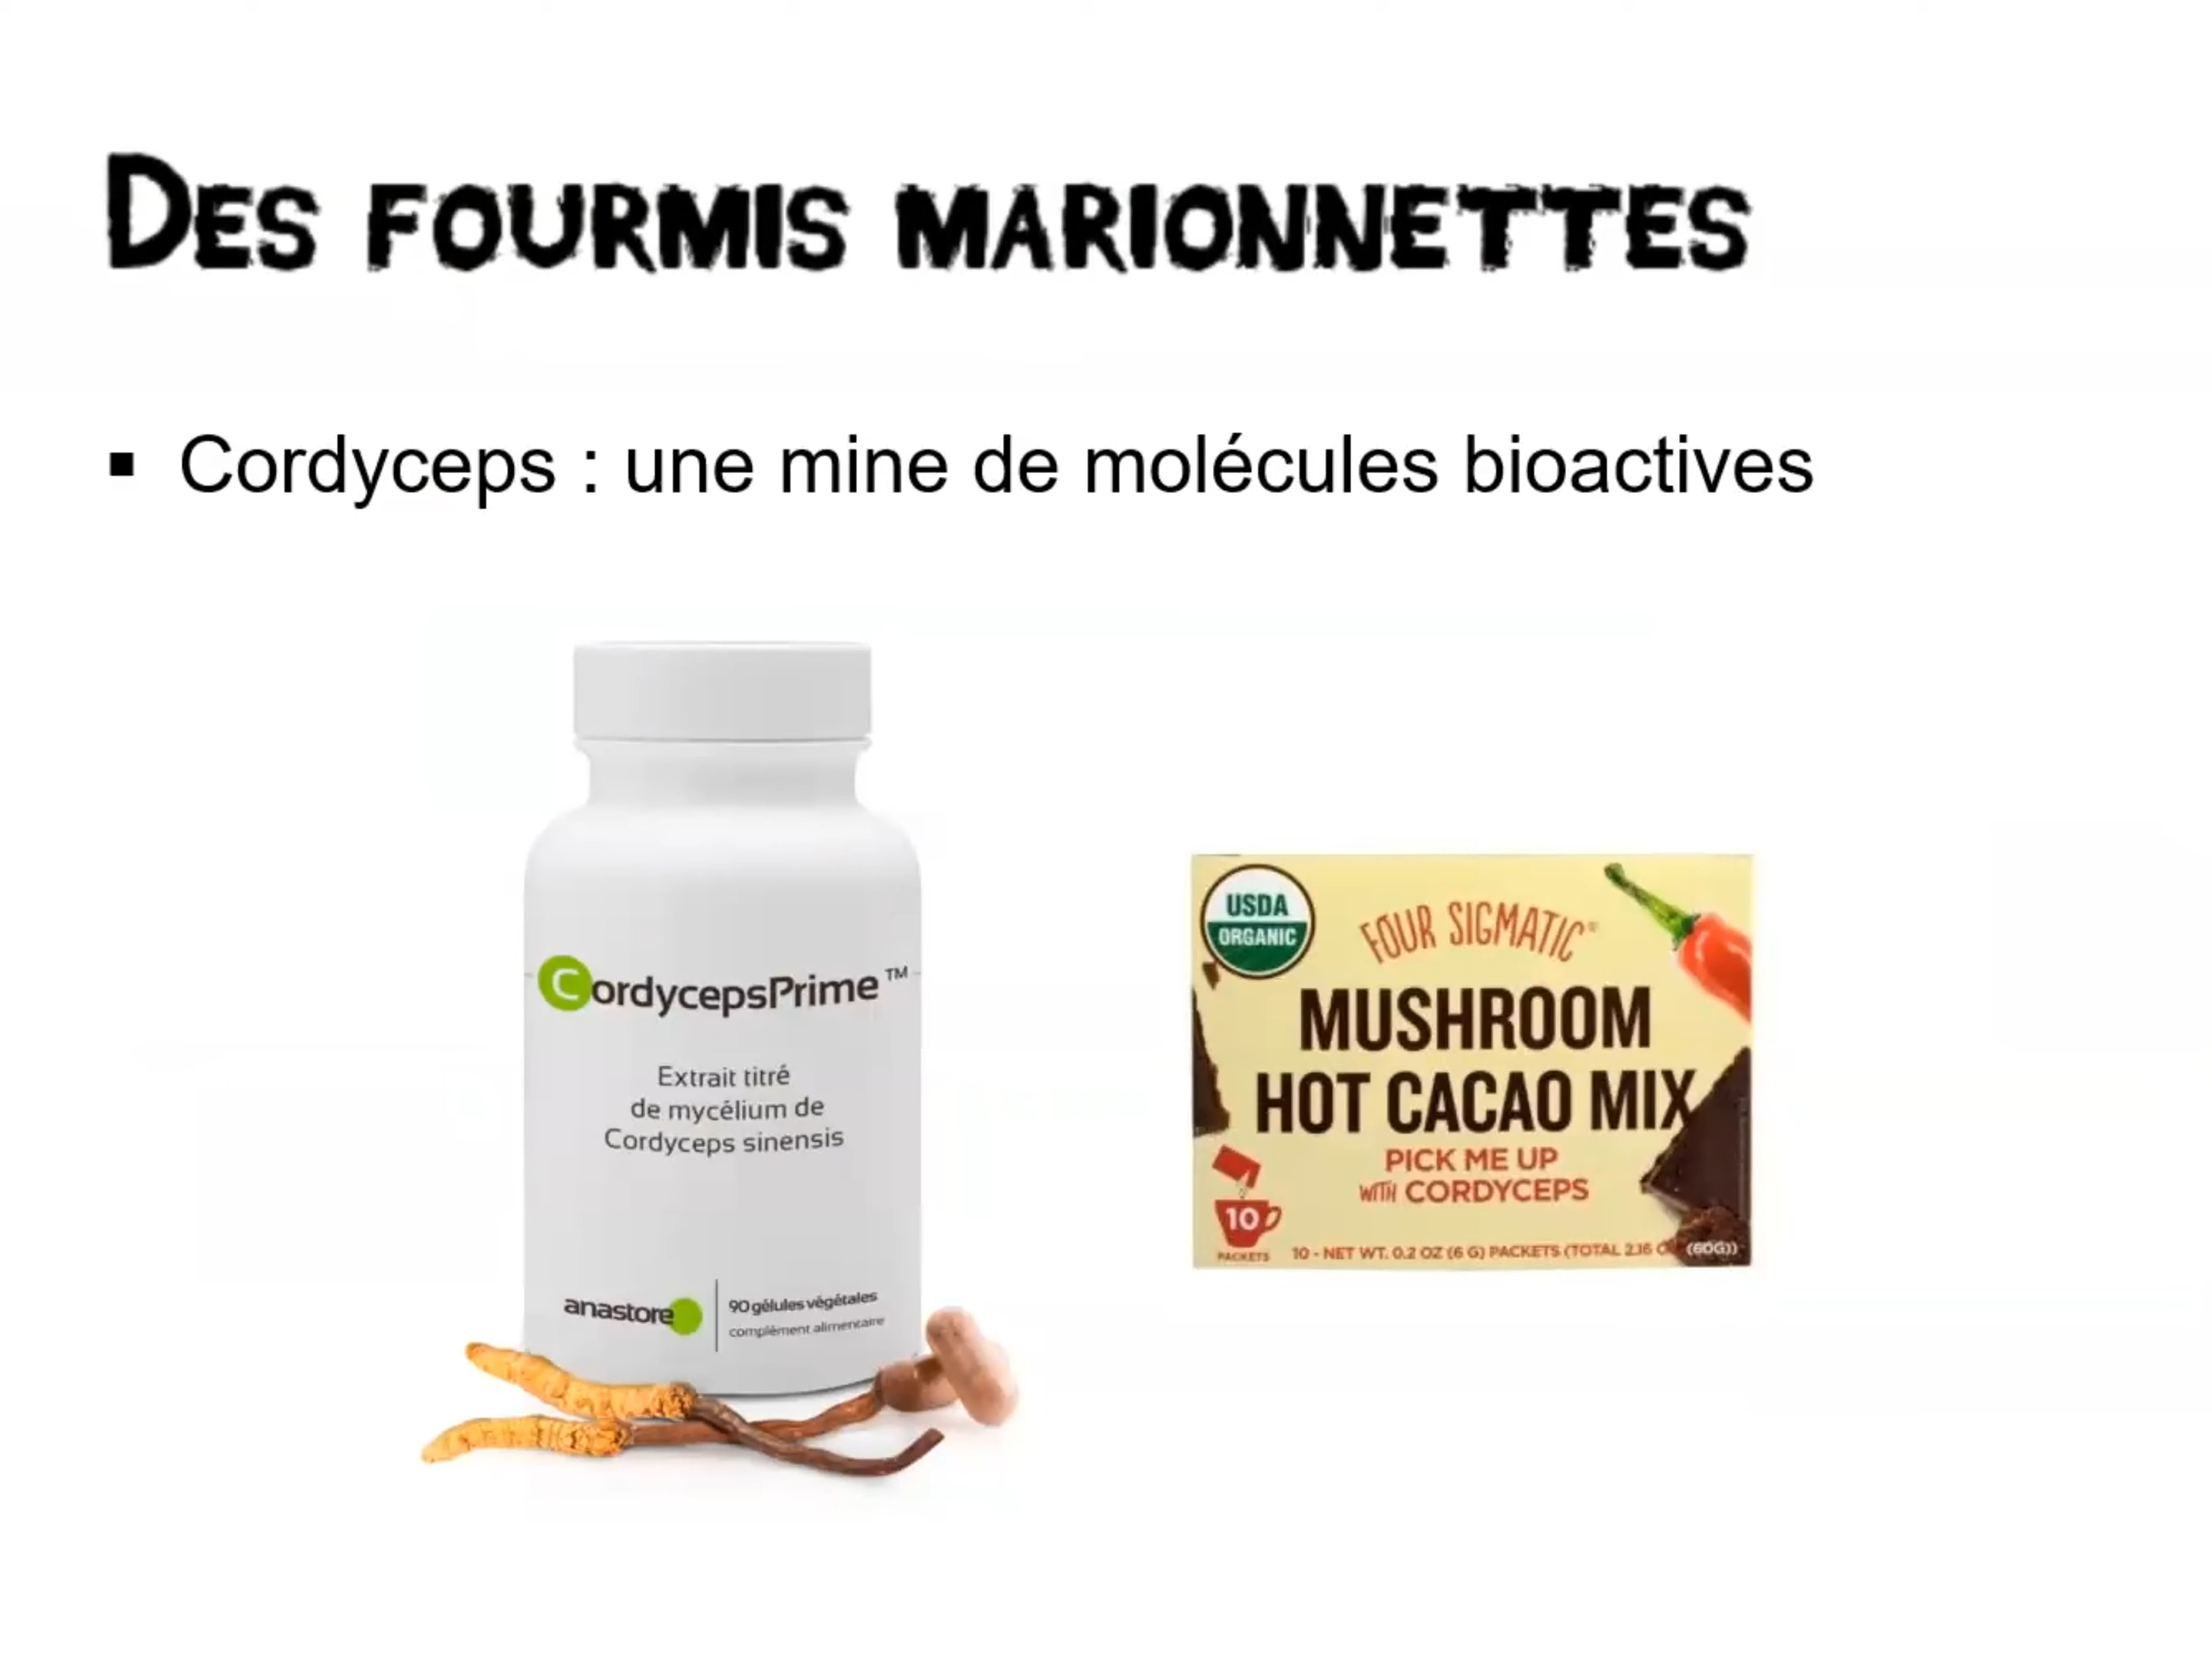 Des fourmis marionnettes
▪ Cordyceps : une mine de molécules bioactives
CordycepsPrime™
Extrait titré
de mycélium de
Cordyceps sinensis
anastore
90 gélules végétales
complément alimentaire
USDA
ORGANIC
FOUR SIGMATIC®
MUSHROOM
HOT CACAO MIX
PICK ME UP
WITH CORDYCEPS
10
PACKETS
10 - NET WT. 0.2 OZ (6 G) PACKETS (TOTAL 2.16 (60G))